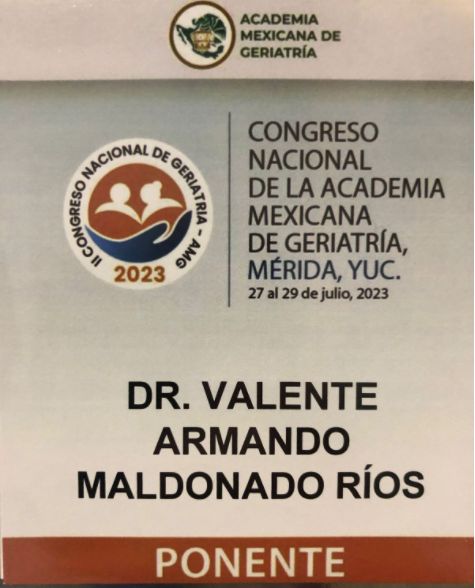 ACADEMIA
MEXICANA DE
GERIATRÍA
II CONGRESO NACIONAL DE GERIATRÍA - AMG
2023
CONGRESO
NACIONAL
DE LA ACADEMIA
MEXICANA
DE GERIATRÍA,
MÉRIDA, YUC.
27 al 29 de julio, 2023
DR. VALENTE
ARMANDO
MALDONADO RÍOS
PONENTE